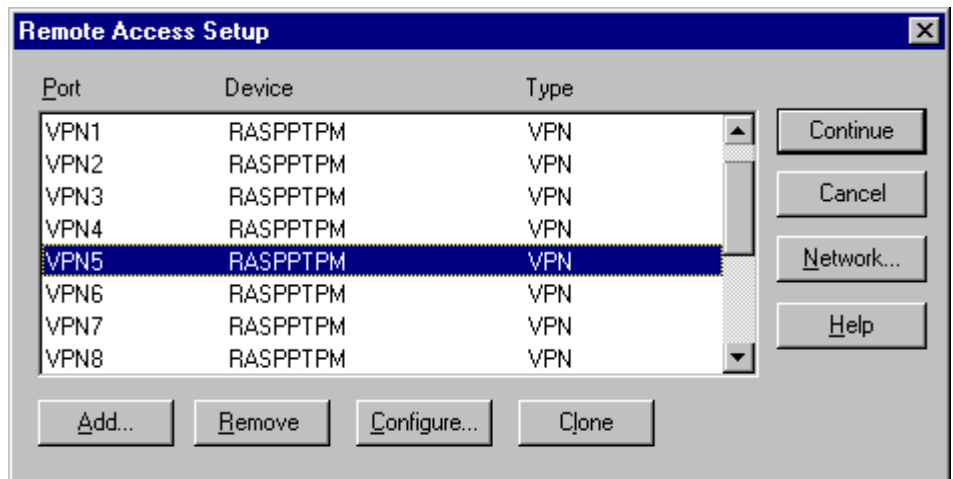 Remote Access Setup
Port Device Type
VPN1 RASPPTPM VPN
VPN2 RASPPTPM VPN
VPN3 RASPPTPM VPN
VPN4 RASPPTPM VPN
VPN5 RASPPTPM VPN
VPN6 RASPPTPM VPN
VPN7 RASPPTPM VPN
VPN8 RASPPTPM VPN
Continue
Cancel
Network...
Help
Add... Remove Configure... Clone